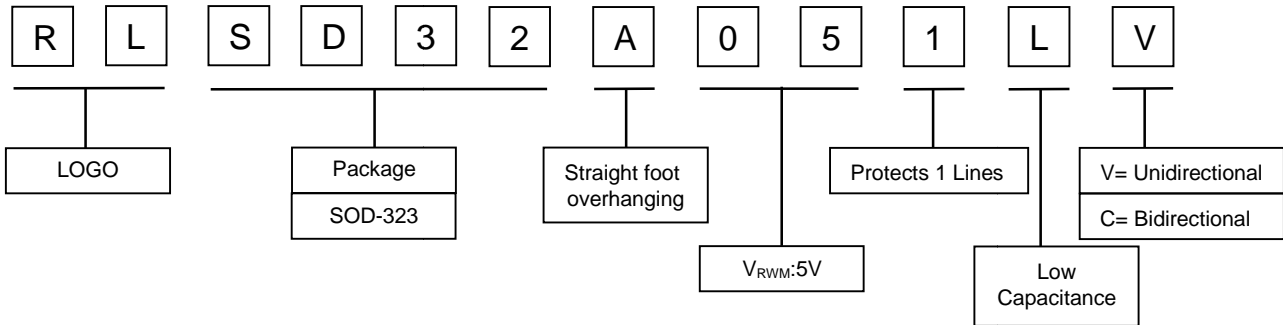 R L S D 3 2 A 0 5 1 L V
LOGO
Package
SOD-323
Straight foot
overhanging
VRWM:5V
Protects 1 Lines
Low
Capacitance
V= Unidirectional
C= Bidirectional